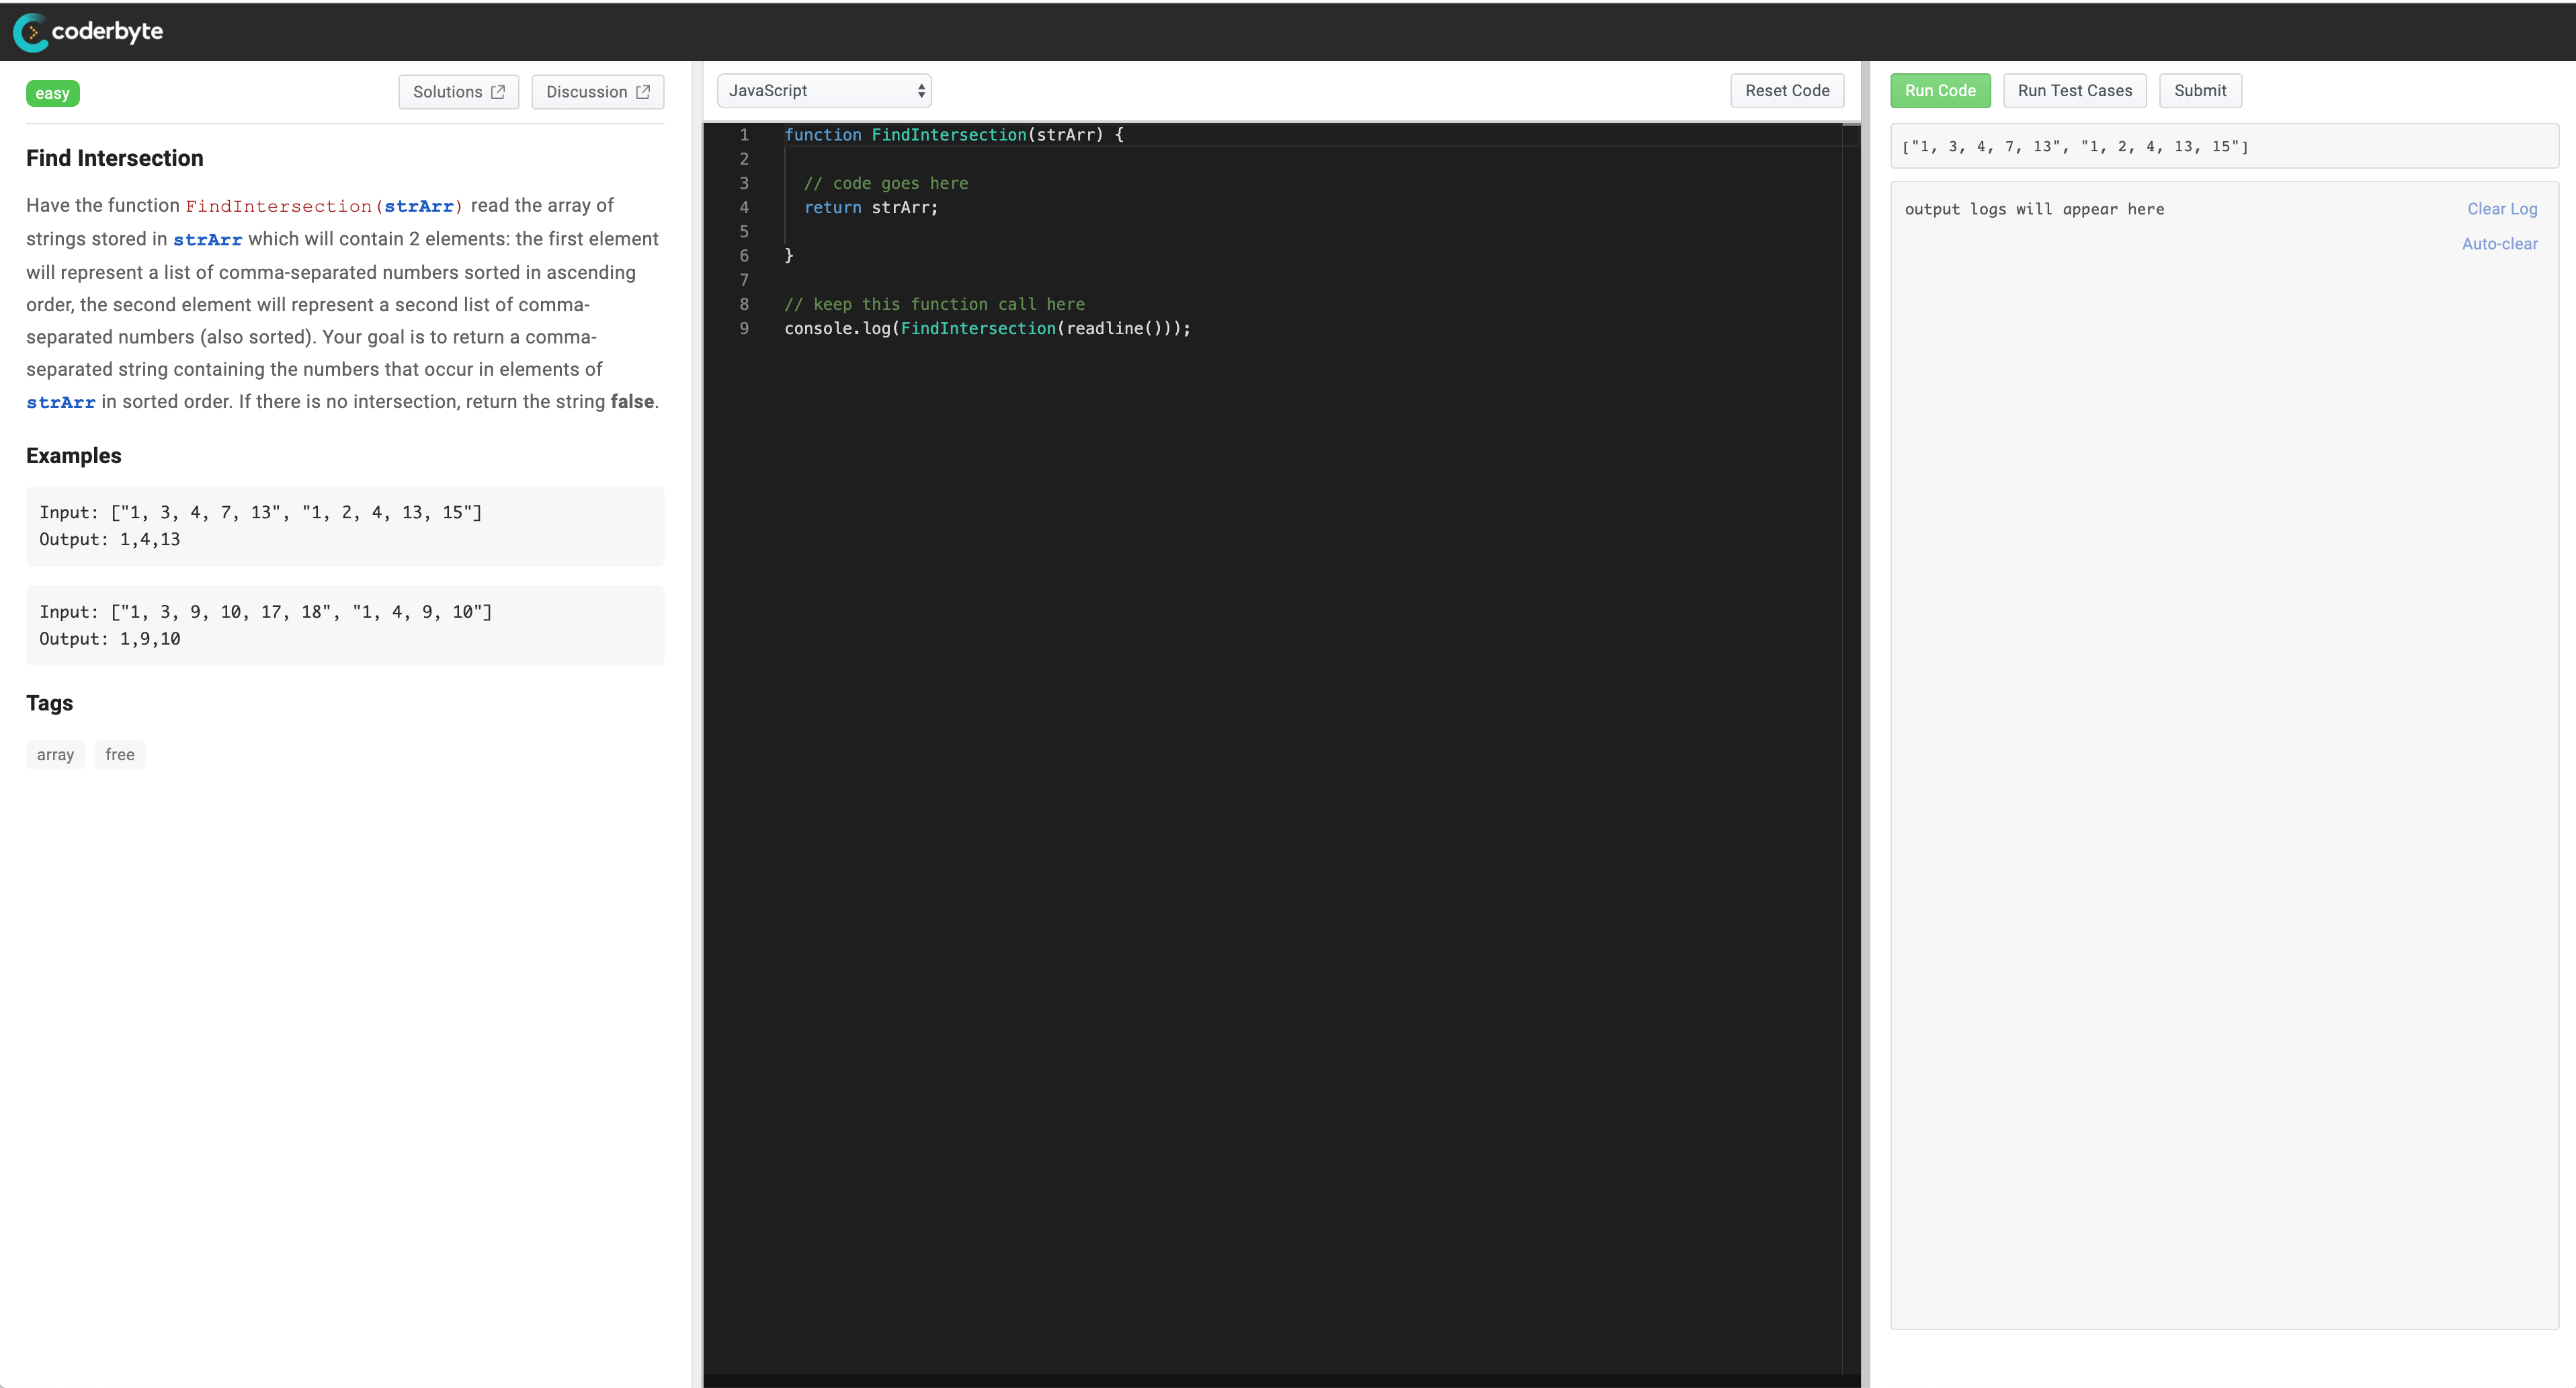 coderbyte
easy
Solutions
Discussion
Find Intersection
Have the function FindIntersection(strArr) read the array of
strings stored in strArr which will contain 2 elements: the first element
will represent a list of comma-separated numbers sorted in ascending
order, the second element will represent a second list of comma-
separated numbers (also sorted). Your goal is to return a comma-
separated string containing the numbers that occur in elements of
strArr in sorted order. If there is no intersection, return the string false.
Examples
Input: ["1, 3, 4, 7, 13", "1, 2, 4, 13, 15"]
Output: 1,4,13
Input: ["1, 3, 9, 10, 17, 18", "1, 4, 9, 10"]
Output: 1,9,10
Tags
array
free
JavaScript
Reset Code
1 function FindIntersection(strArr) {
2
3 // code goes here
4 return strArr;
5
6 }
7
8 // keep this function call here
9 console.log(FindIntersection(readline()));
Run Code
Run Test Cases
Submit
["1, 3, 4, 7, 13", "1, 2, 4, 13, 15"]
output logs will appear here
Clear Log
Auto-clear